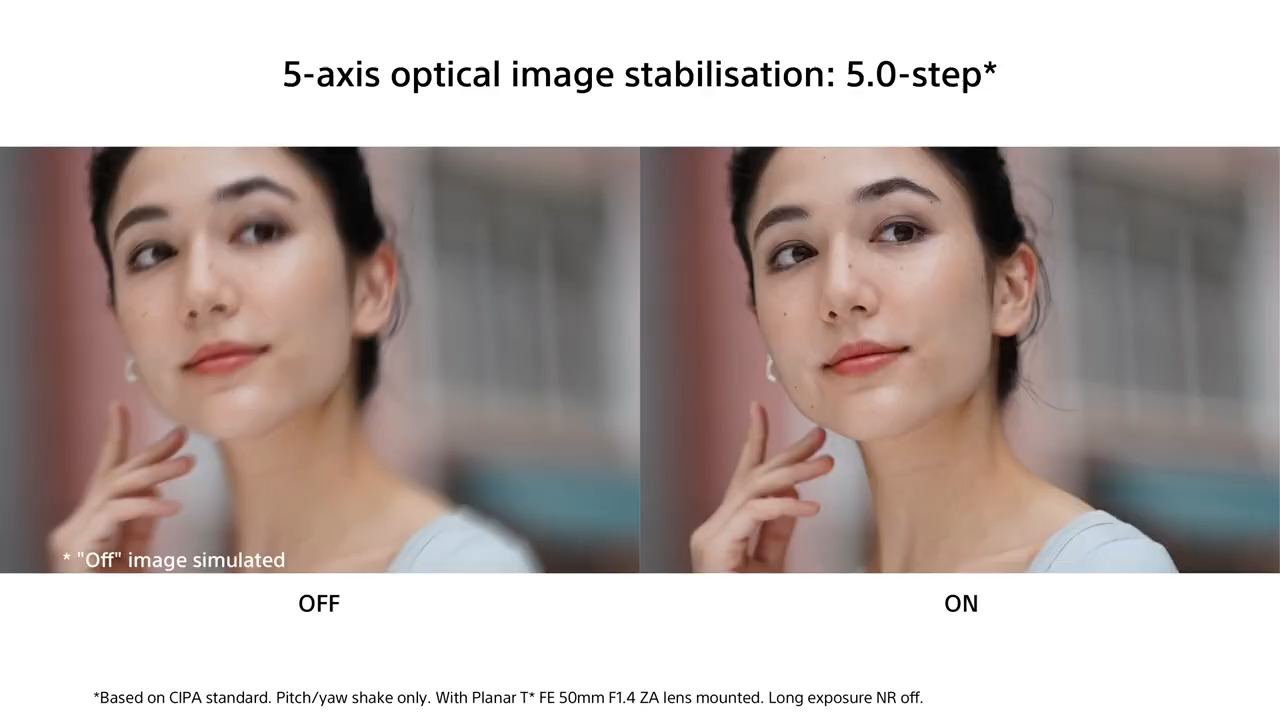 5-axis optical image stabilisation: 5.0-step*
* "Off" image simulated
OFF
ON
*Based on CIPA standard. Pitch/yaw shake only. With Planar T* FE 50mm F1.4 ZA lens mounted. Long exposure NR off.